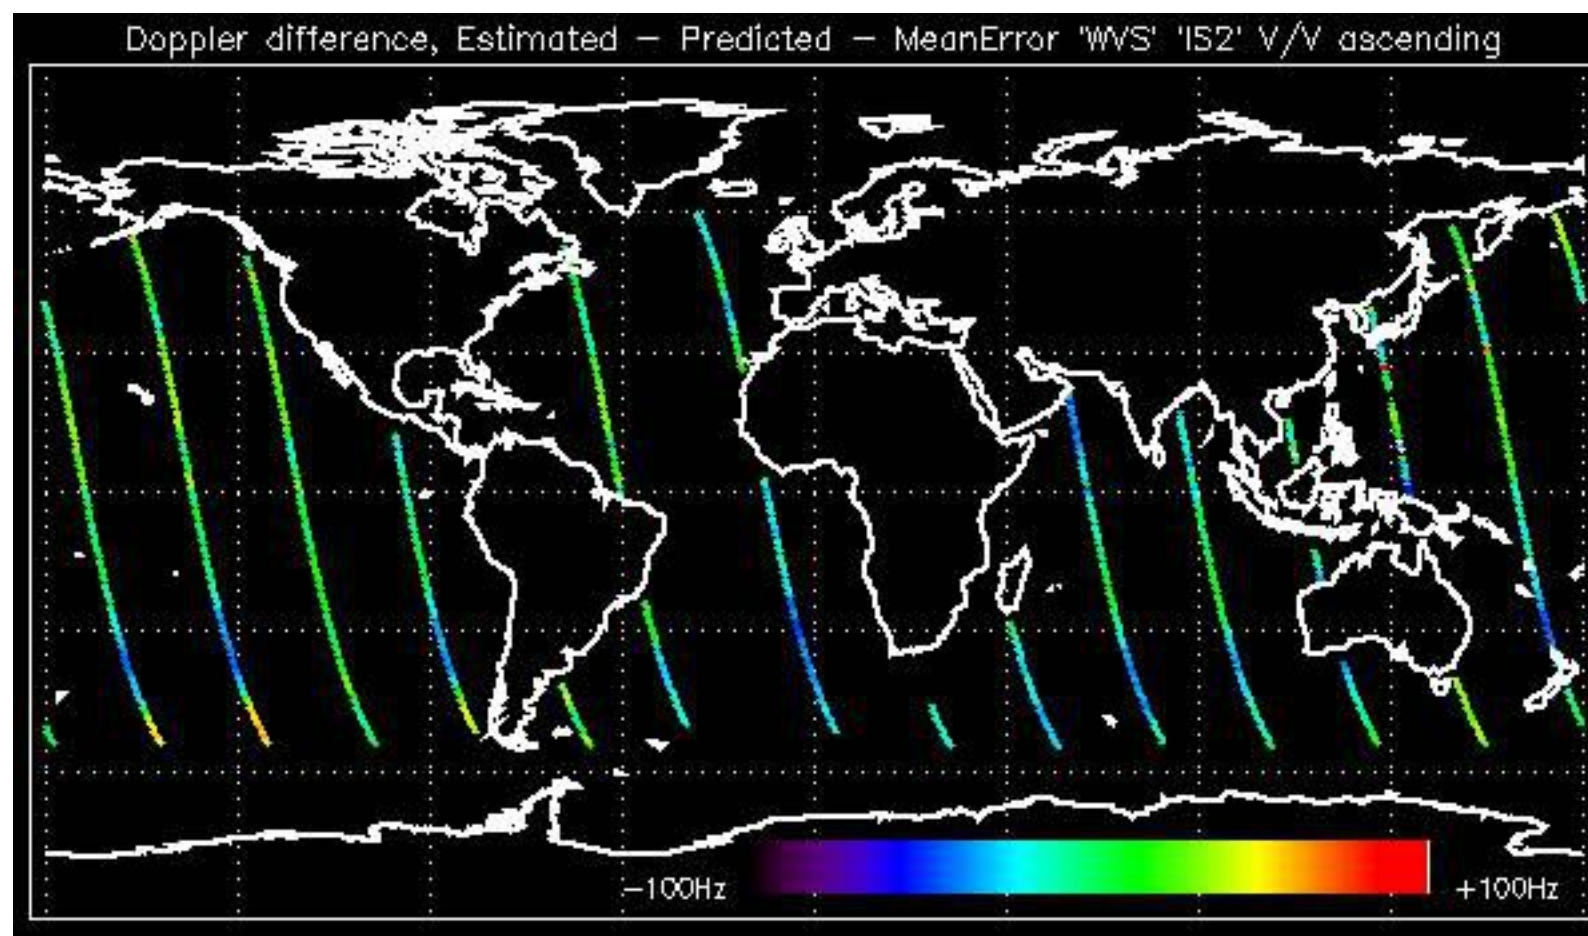 Doppler difference, Estimated – Predicted – MeanError 'WVS' 'IS2' V/V ascending
–100Hz +100Hz